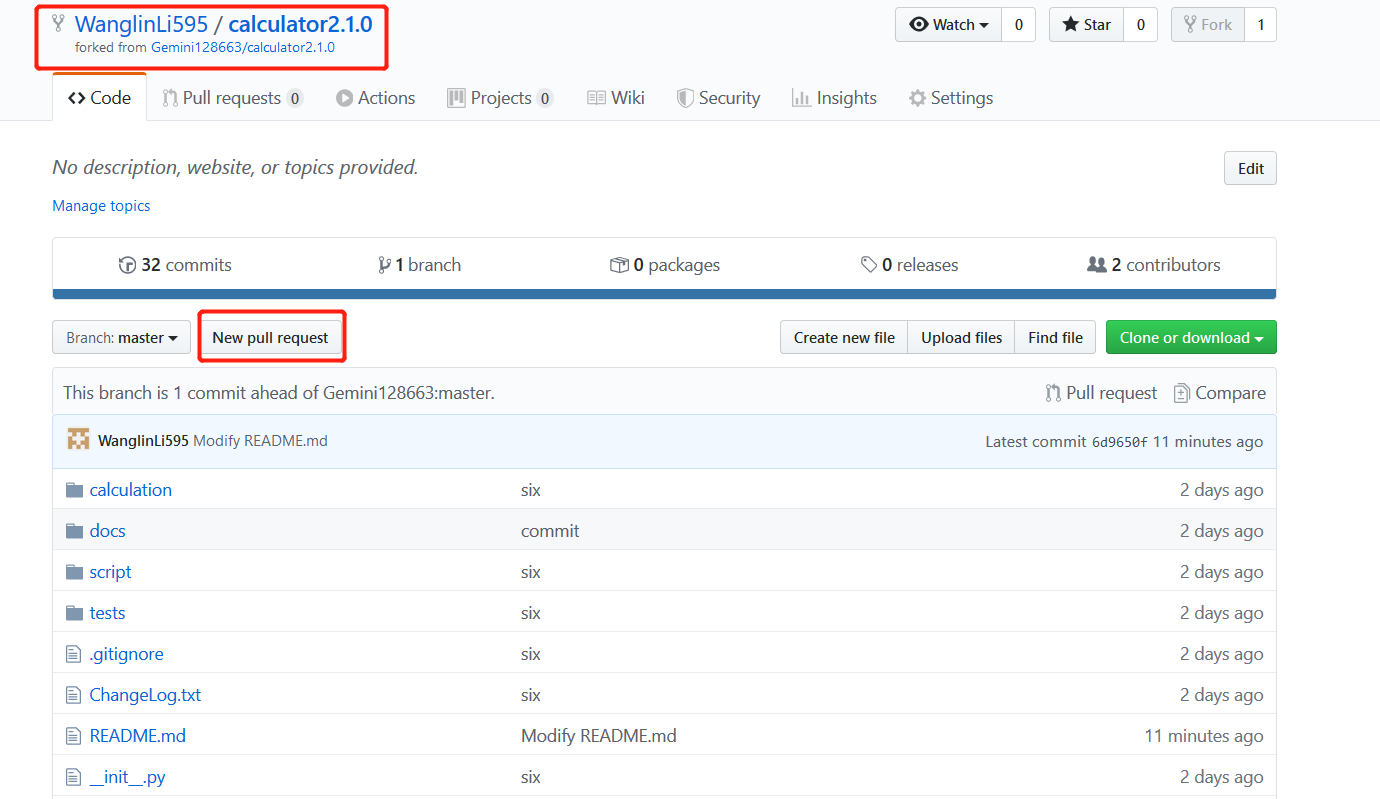 WanglinLi595 / calculator2.1.0
forked from Gemini128663/calculator2.1.0
Watch 0 Star 0 Fork 1
Code Pull requests 0 Actions Projects 0 Wiki Security Insights Settings
No description, website, or topics provided.
Edit
Manage topics
32 commits 1 branch 0 packages 0 releases 2 contributors
Branch: master New pull request Create new file Upload files Find file Clone or download
This branch is 1 commit ahead of Gemini128663:master. Pull request Compare
WanglinLi595 Modify README.md Latest commit 6d9650f 11 minutes ago
calculation six 2 days ago
docs commit 2 days ago
script six 2 days ago
tests six 2 days ago
.gitignore six 2 days ago
ChangeLog.txt six 2 days ago
README.md Modify README.md 11 minutes ago
__init__.py six 2 days ago